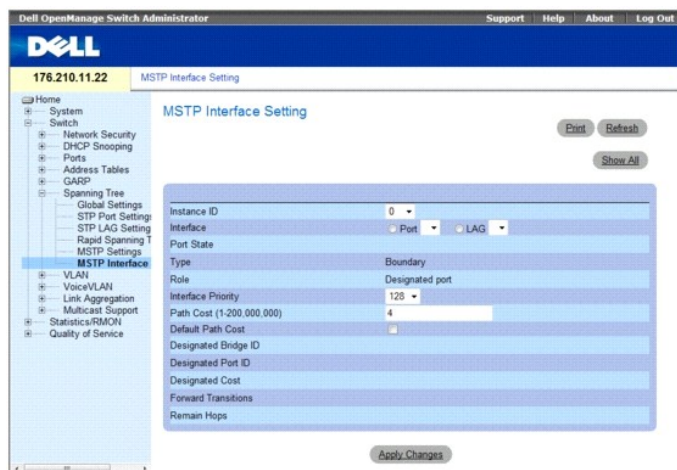 Dell OpenManage Switch Administrator Support Help About Log Out
DELL
176.210.11.22 MSTP Interface Setting
Home
System
Switch
Network Security
DHCP Snooping
Ports
Address Tables
GARP
Spanning Tree
Global Settings
STP Port Settings
STP LAG Setting
Rapid Spanning T
MSTP Settings
MSTP Interface
VLAN
VoiceVLAN
Link Aggregation
Multicast Support
Statistics/RMON
Quality of Service
MSTP Interface Setting
Print Refresh
Show All
Instance ID 0
Interface Port LAG
Port State
Type Boundary
Role Designated port
Interface Priority 128
Path Cost (1-200,000,000) 4
Default Path Cost
Designated Bridge ID
Designated Port ID
Designated Cost
Forward Transitions
Remain Hops
Apply Changes